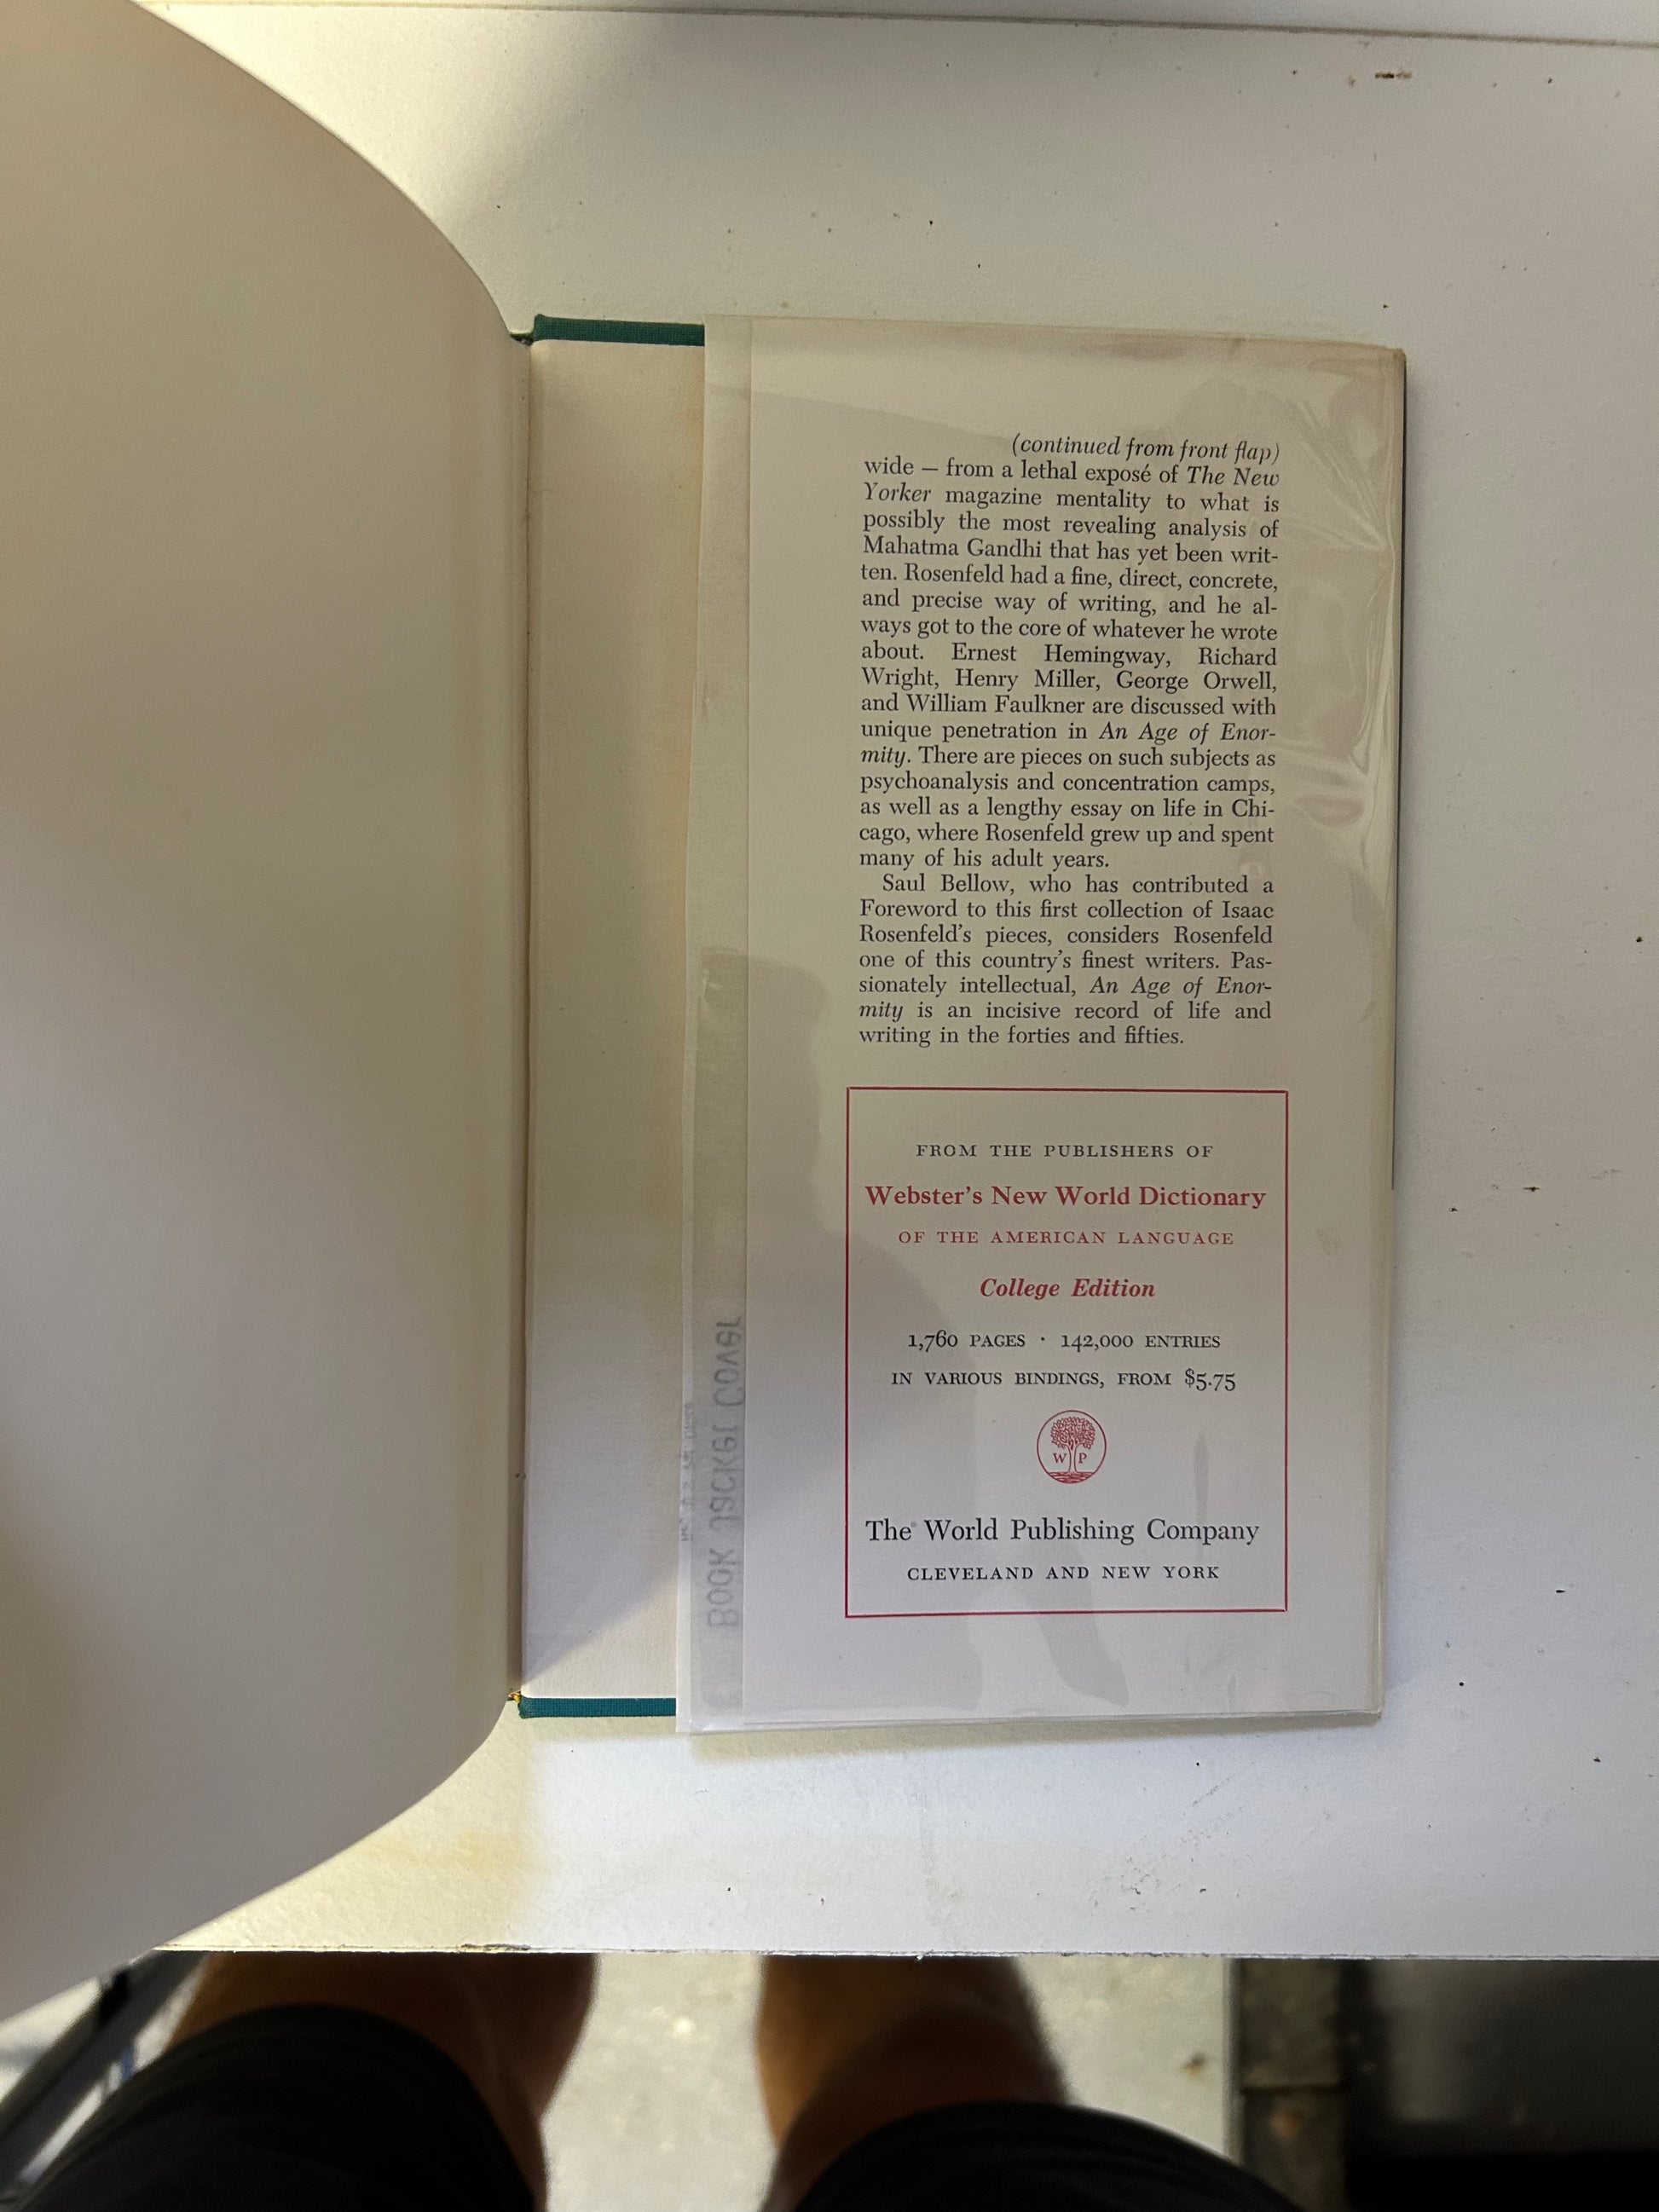 (continued from front flap)
wide — from a lethal exposé of The New
Yorker magazine mentality to what is
possibly the most revealing analysis of
Mahatma Gandhi that has yet been writ-
ten. Rosenfeld had a fine, direct, concrete,
and precise way of writing, and he al-
ways got to the core of whatever he wrote
about. Ernest Hemingway, Richard
Wright, Henry Miller, George Orwell,
and William Faulkner are discussed with
unique penetration in An Age of Enor-
mity. There are pieces on such subjects as
psychoanalysis and concentration camps,
as well as a lengthy essay on life in Chi-
cago, where Rosenfeld grew up and spent
many of his adult years.
Saul Bellow, who has contributed a
Foreword to this first collection of Isaac
Rosenfeld's pieces, considers Rosenfeld
one of this country's finest writers. Pas-
sionately intellectual, An Age of Enor-
mity is an incisive record of life and
writing in the forties and fifties.
FROM THE PUBLISHERS OF
Webster's New World Dictionary
OF THE AMERICAN LANGUAGE
College Edition
1,760 PAGES · 142,000 ENTRIES
IN VARIOUS BINDINGS, FROM $5.75
W P
The World Publishing Company
CLEVELAND AND NEW YORK
Book Jacket Cover